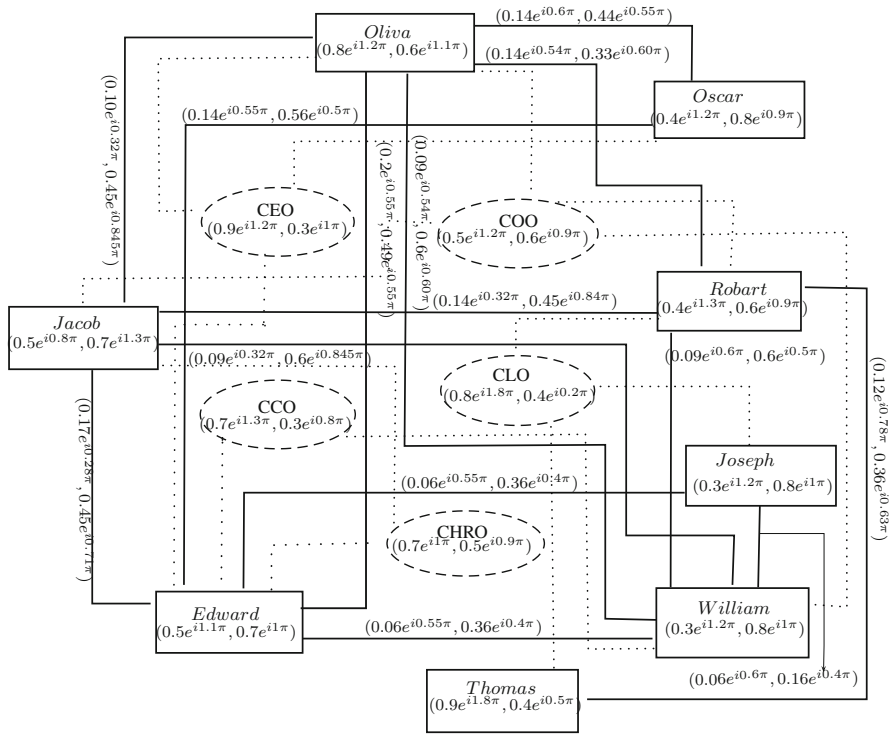 Oliva
(0.8e^{i1.2π}, 0.6e^{i1.1π})
(0.14e^{i0.6π}, 0.44e^{i0.55π})
(0.14e^{i0.54π}, 0.33e^{i0.60π})
Oscar
(0.4e^{i1.2π}, 0.8e^{i0.9π})
(0.10e^{i0.32π}, 0.45e^{i0.845π})
(0.14e^{i0.55π}, 0.56e^{i0.5π})
(0.2e^{i0.55π}, 0.49e^{i0.55π})
(0.09e^{i0.54π}, 0.6e^{i0.60π})
CEO
(0.9e^{i1.2π}, 0.3e^{i1π})
COO
(0.5e^{i1.2π}, 0.6e^{i0.9π})
Robart
(0.4e^{i1.3π}, 0.6e^{i0.9π})
(0.14e^{i0.32π}, 0.45e^{i0.84π})
Jacob
(0.5e^{i0.8π}, 0.7e^{i1.3π})
(0.09e^{i0.32π}, 0.6e^{i0.845π})
(0.09e^{i0.6π}, 0.6e^{i0.5π})
CLO
(0.8e^{i1.8π}, 0.4e^{i0.2π})
CCO
(0.7e^{i1.3π}, 0.3e^{i0.8π})
(0.12e^{i0.78π}, 0.36e^{i0.63π})
(0.17e^{i0.28π}, 0.45e^{i0.71π})
Joseph
(0.3e^{i1.2π}, 0.8e^{i1π})
(0.06e^{i0.55π}, 0.36e^{i0.4π})
CHRO
(0.7e^{i1π}, 0.5e^{i0.9π})
Edward
(0.5e^{i1.1π}, 0.7e^{i1π})
William
(0.3e^{i1.2π}, 0.8e^{i1π})
(0.06e^{i0.55π}, 0.36e^{i0.4π})
(0.06e^{i0.6π}, 0.16e^{i0.4π})
Thomas
(0.9e^{i1.8π}, 0.4e^{i0.5π})